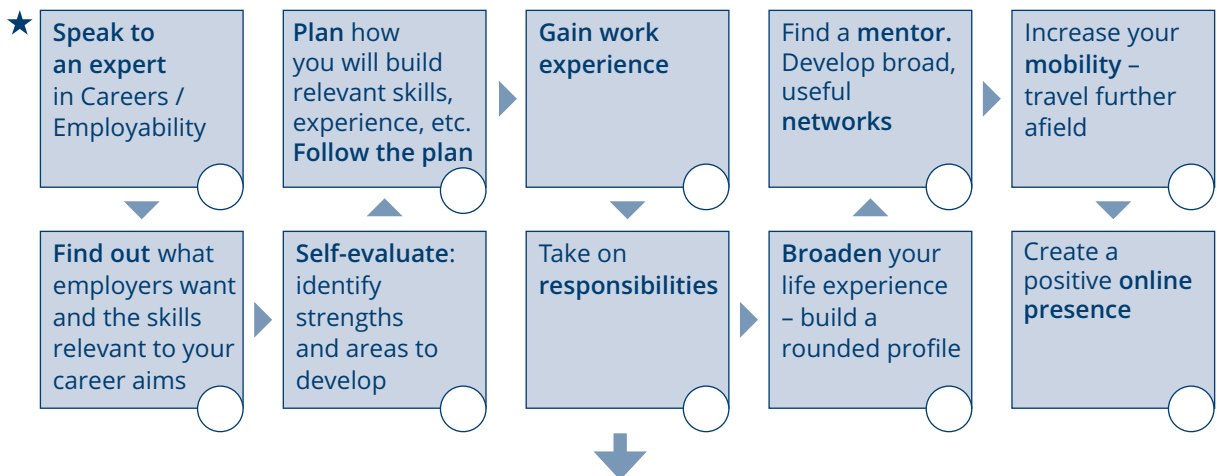 Speak to
an expert
in Careers /
Employability
Find out what
employers want
and the skills
relevant to your
career aims
Self-evaluate:
identify
strengths
and areas to
develop
Plan how
you will build
relevant skills,
experience, etc.
Follow the plan
Gain work
experience
Take on
responsibilities
Broaden your
life experience
– build a
rounded profile
Find a mentor.
Develop broad,
useful
networks
Increase your
mobility –
travel further
afield
Create a
positive online
presence